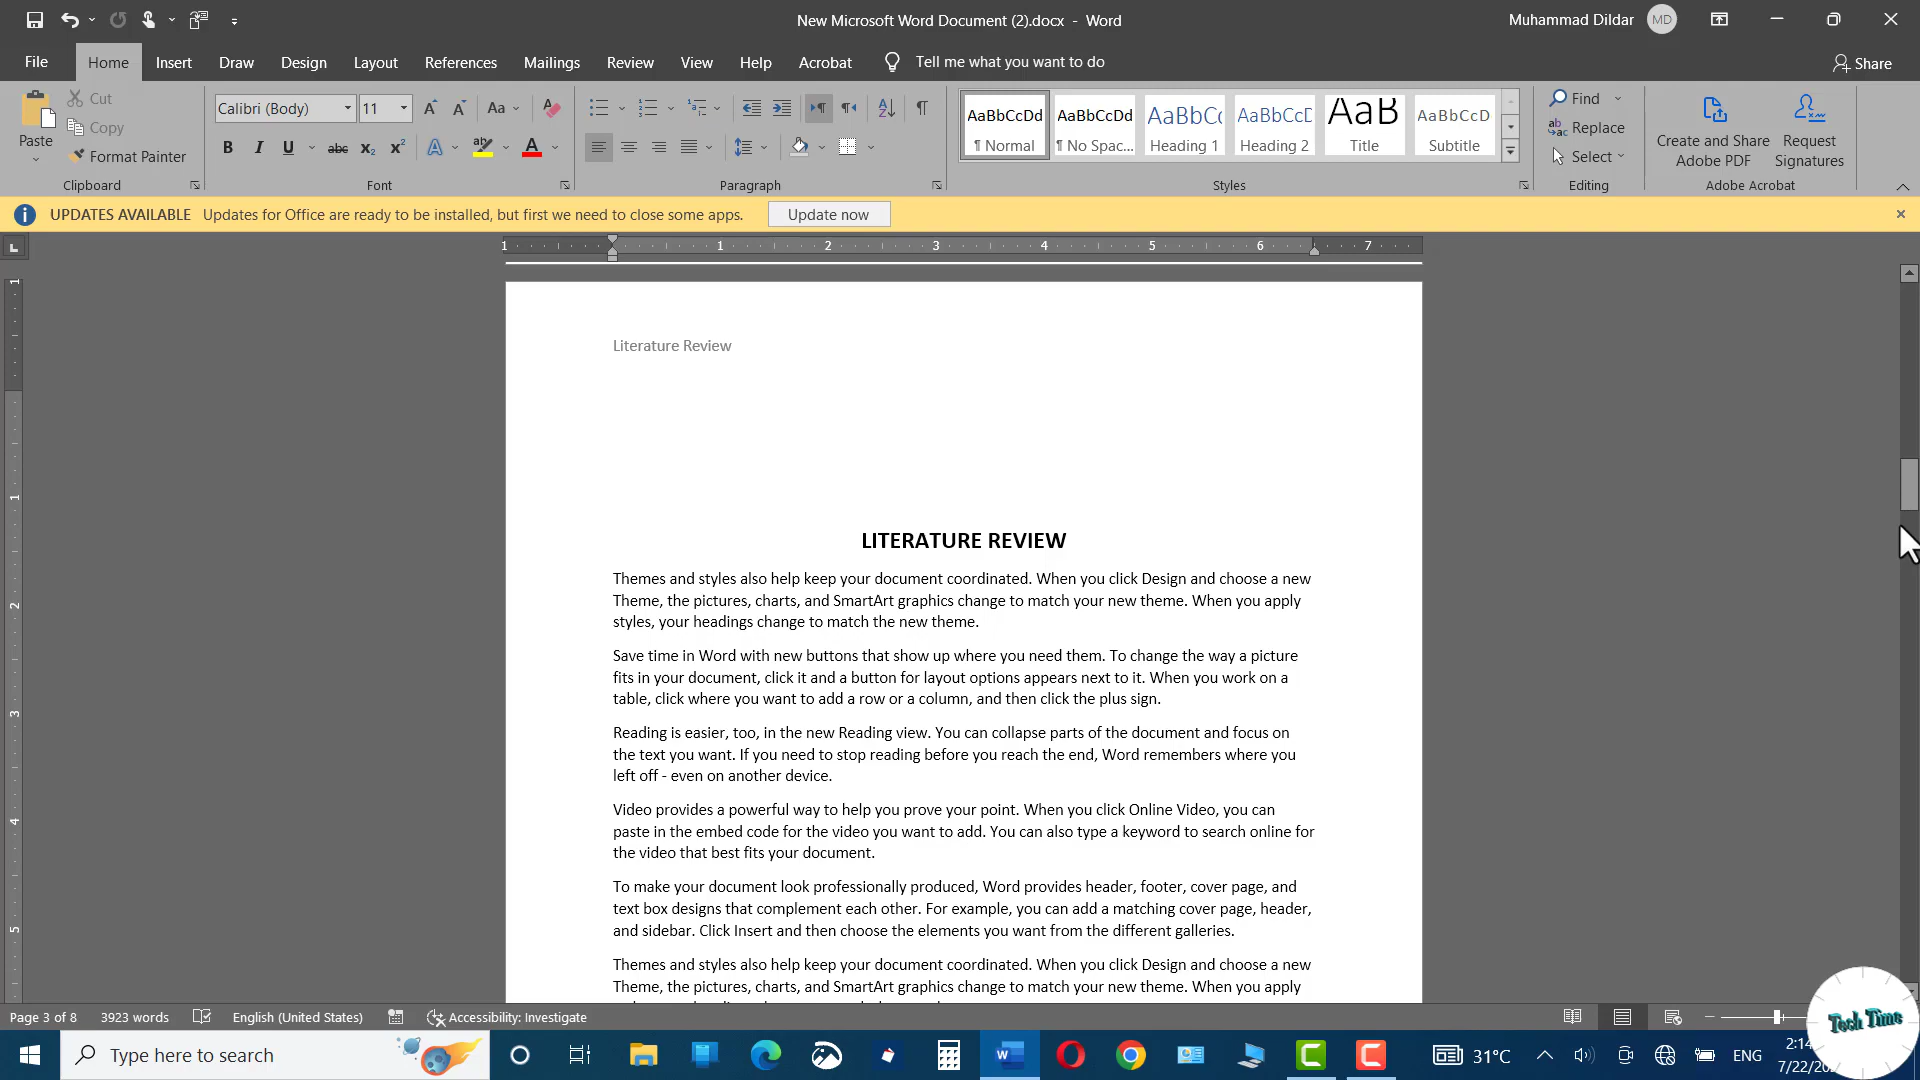 New Microsoft Word Document (2).docx - Word
Muhammad Dildar
MD
File
Home
Insert
Draw
Design
Layout
References
Mailings
Review
View
Help
Acrobat
Tell me what you want to do
Share
Paste
Cut
Copy
Format Painter
Clipboard
Calibri (Body)
11
Font
Paragraph
AaBbCcDd
¶ Normal
AaBbCcDd
¶ No Spac...
AaBbCc
Heading 1
AaBbCcD
Heading 2
AaB
Title
AaBbCcD
Subtitle
Styles
Find
Replace
Select
Editing
Create and Share
Adobe PDF
Request
Signatures
Adobe Acrobat
UPDATES AVAILABLE Updates for Office are ready to be installed, but first we need to close some apps.
Update now
1 1 2 3 4 5 6 7
1
1
2
3
4
5
Literature Review
LITERATURE REVIEW
Themes and styles also help keep your document coordinated. When you click Design and choose a new
Theme, the pictures, charts, and SmartArt graphics change to match your new theme. When you apply
styles, your headings change to match the new theme.
Save time in Word with new buttons that show up where you need them. To change the way a picture
fits in your document, click it and a button for layout options appears next to it. When you work on a
table, click where you want to add a row or a column, and then click the plus sign.
Reading is easier, too, in the new Reading view. You can collapse parts of the document and focus on
the text you want. If you need to stop reading before you reach the end, Word remembers where you
left off - even on another device.
Video provides a powerful way to help you prove your point. When you click Online Video, you can
paste in the embed code for the video you want to add. You can also type a keyword to search online for
the video that best fits your document.
To make your document look professionally produced, Word provides header, footer, cover page, and
text box designs that complement each other. For example, you can add a matching cover page, header,
and sidebar. Click Insert and then choose the elements you want from the different galleries.
Themes and styles also help keep your document coordinated. When you click Design and choose a new
Theme, the pictures, charts, and SmartArt graphics change to match your new theme. When you apply
Page 3 of 8
3923 words
English (United States)
Accessibility: Investigate
Tech Time
Type here to search
31°C
ENG
2:14
7/22/20